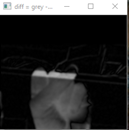 diff = grey -...